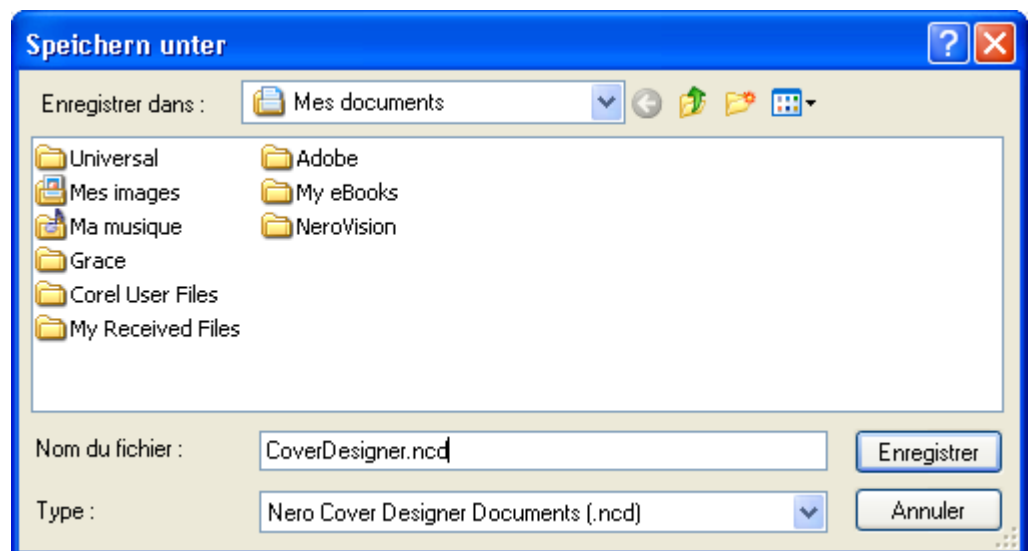 Speichern unter
Enregistrer dans :
Mes documents
Universal
Mes images
Ma musique
Grace
Corel User Files
My Received Files
Adobe
My eBooks
NeroVision
Nom du fichier :
CoverDesigner.ncd
Enregistrer
Type :
Nero Cover Designer Documents (.ncd)
Annuler